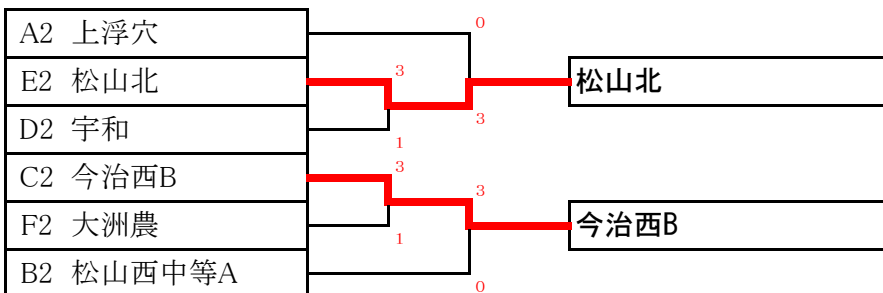 A2 上浮穴
0
E2 松山北
3
松山北
D2 宇和
1
3
C2 今治西B
3
3
F2 大洲農
1
今治西B
B2 松山西中等A
0